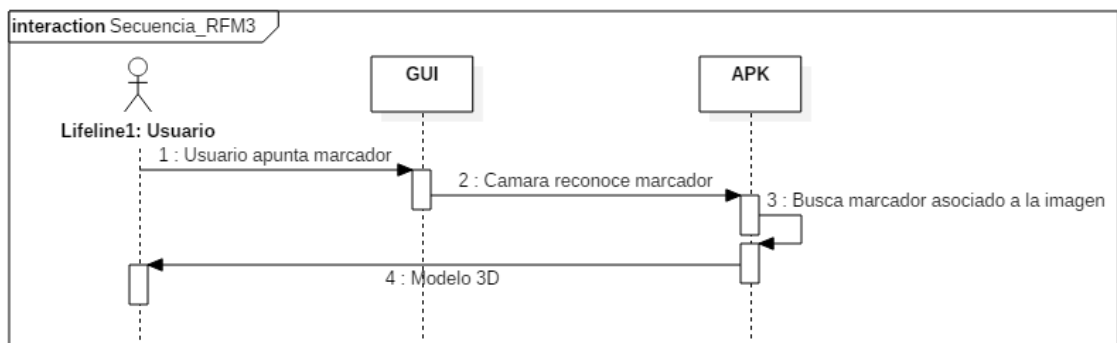 interaction Secuencia_RFM3
GUI
APK
Lifeline1: Usuario
1 : Usuario apunta marcador
2 : Camara reconoce marcador
3 : Busca marcador asociado a la imagen
4 : Modelo 3D